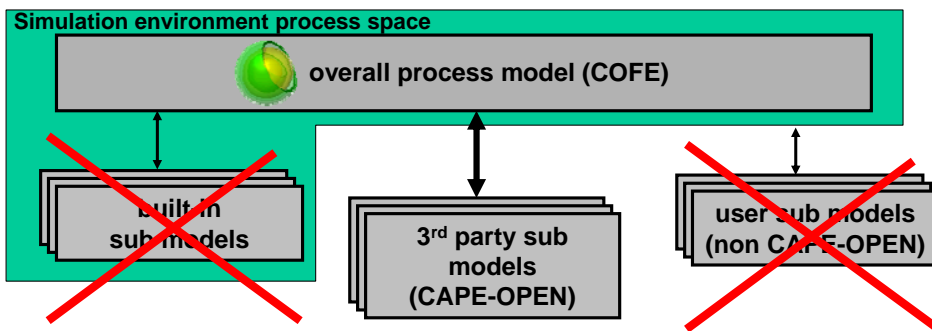 Simulation environment process space
overall process model (COFE)
built-in
sub models
3rd party sub
models
(CAPE-OPEN)
user sub models
(non CAPE-OPEN)